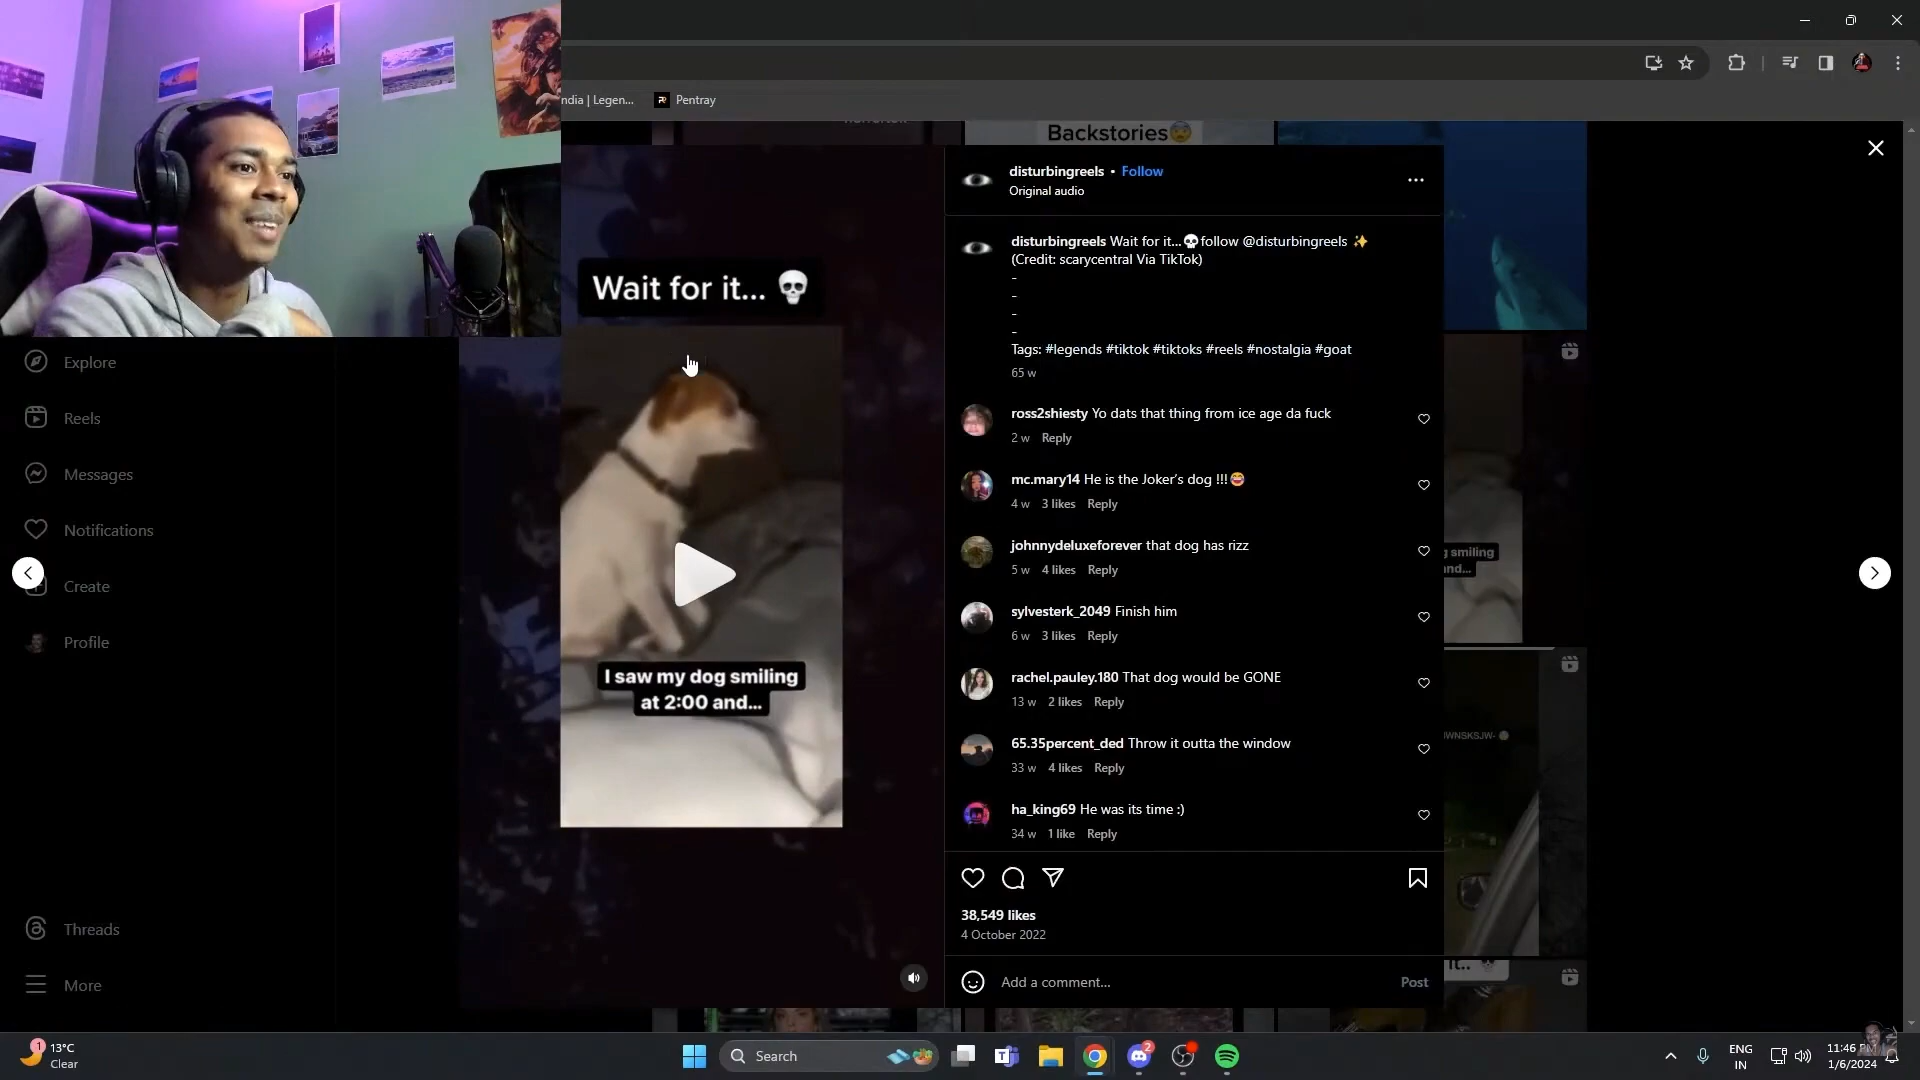 ndia | Legen...
Pentray
Backstories😨
disturbingreels • Follow
Original audio
disturbingreels Wait for it...💀follow @disturbingreels ✨
(Credit: scarycentral Via TikTok)
-
-
-
-
Tags: #legends #tiktok #tiktoks #reels #nostalgia #goat
65 w
Wait for it... 💀
I saw my dog smiling
at 2:00 and...
ross2shiesty Yo dats that thing from ice age da fuck
2 w Reply
mc.mary14 He is the Joker's dog !!!😂
4 w 3 likes Reply
johnnydeluxeforever that dog has rizz
5 w 4 likes Reply
sylvesterk_2049 Finish him
6 w 3 likes Reply
rachel.pauley.180 That dog would be GONE
13 w 2 likes Reply
65.35percent_ded Throw it outta the window
33 w 4 likes Reply
ha_king69 He was its time :)
34 w 1 like Reply
38,549 likes
4 October 2022
Add a comment...
Post
Explore
Reels
Messages
Notifications
Create
Profile
Threads
More
g smiling
nd...
it.. 💀
1
13°C
Clear
Search
2
ENG
IN
11:46 PM
1/6/2024